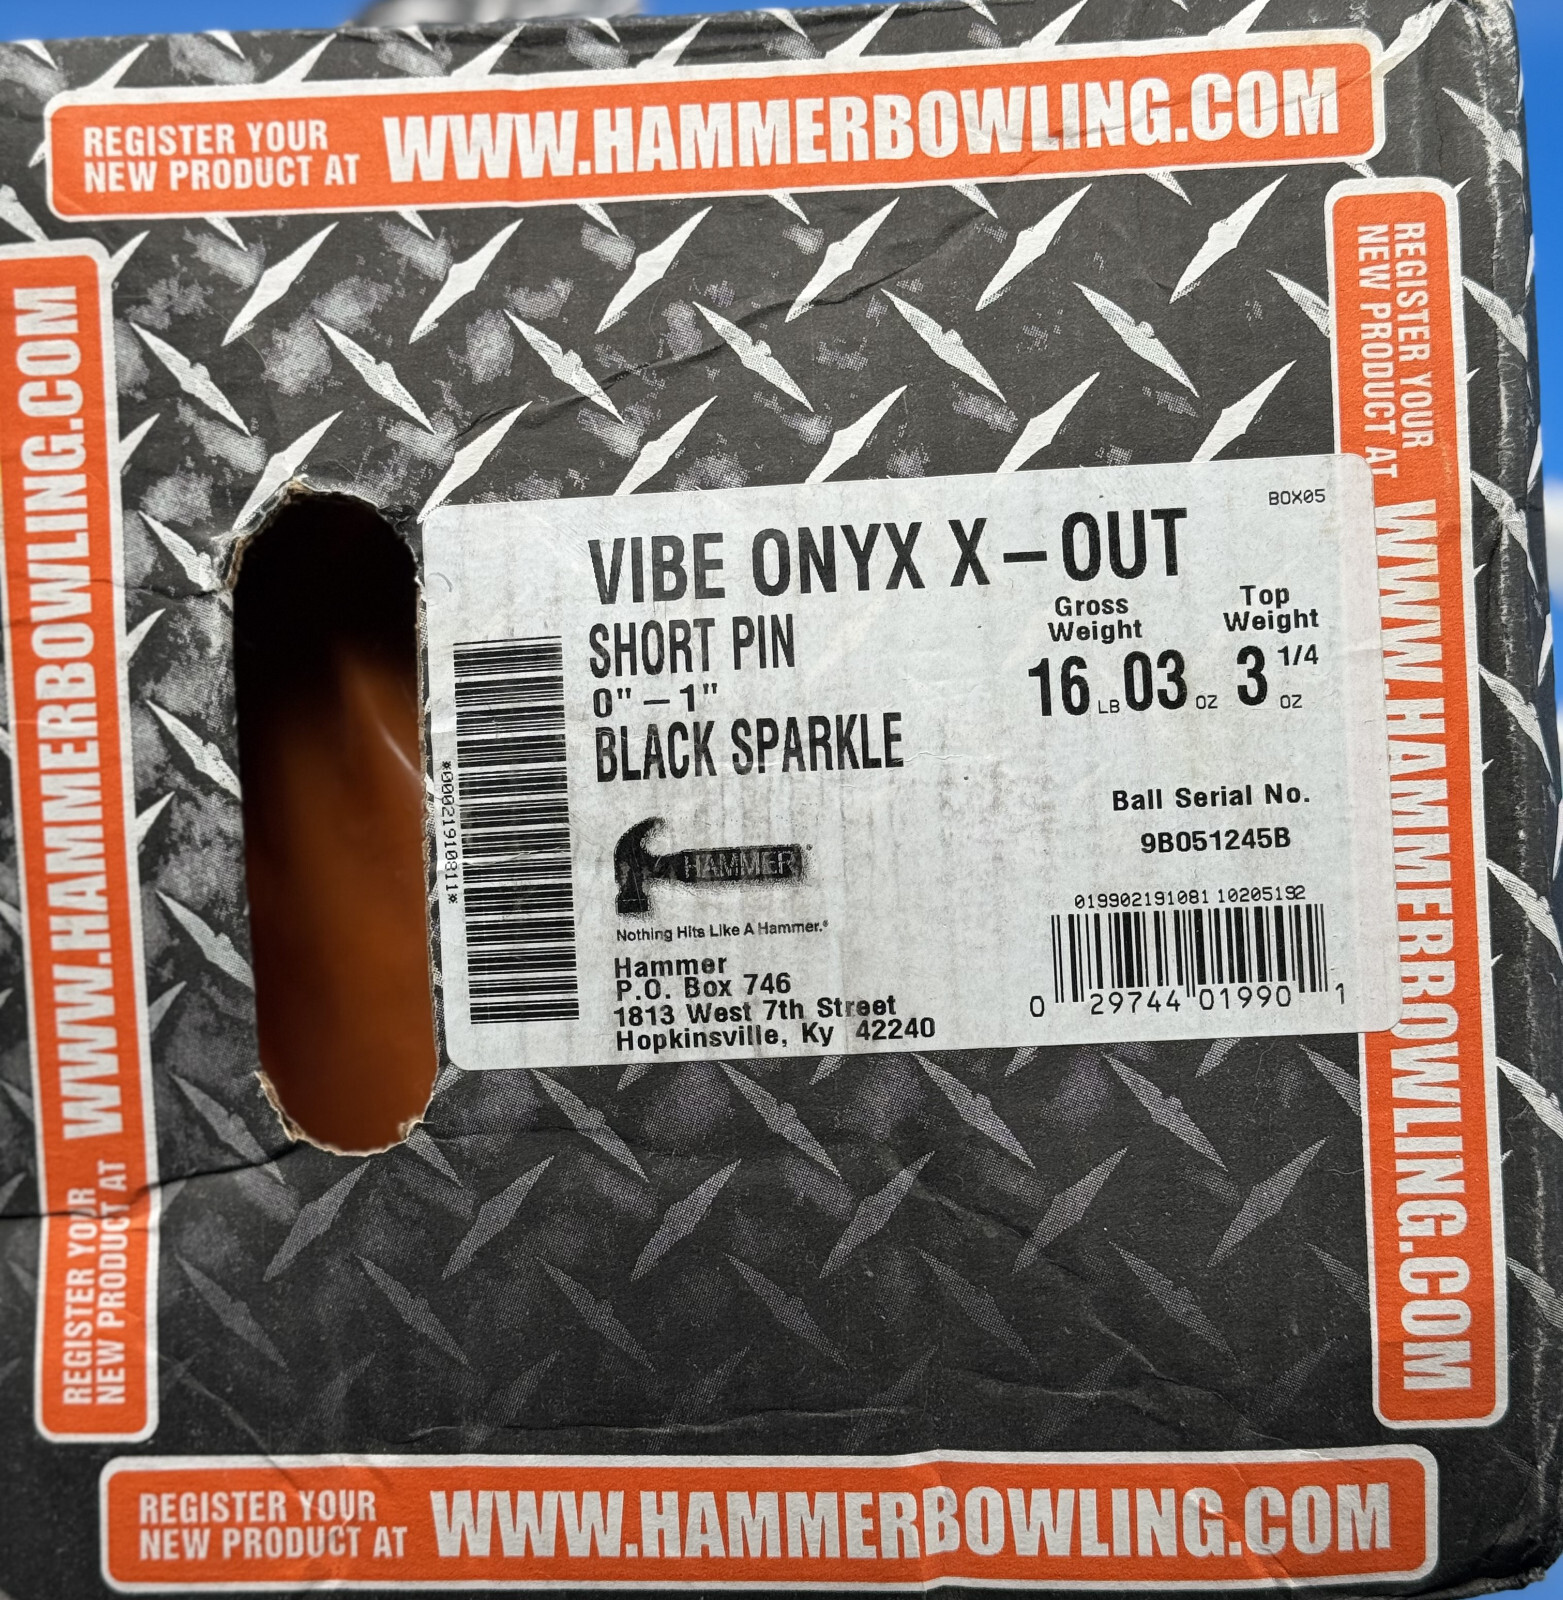 REGISTER YOUR
NEW PRODUCT AT
WWW.HAMMERBOWLING.COM
REGISTER YOUR
NEW PRODUCT AT
WWW.HAMMERBOWLING.COM
REGISTER YOUR
NEW PRODUCT AT
WWW.HAMMERBOWLING.COM
BOX05
VIBE ONYX X-OUT
SHORT PIN
0" - 1"
BLACK SPARKLE
Gross
Weight
16 LB 03 OZ
Top
Weight
3 1/4 OZ
*00021910811*
Ball Serial No.
9B051245B
HAMMER®
Nothing Hits Like A Hammer.®
Hammer
P.O. Box 746
1813 West 7th Street
Hopkinsville, Ky 42240
019902191081 10205192
0 29744 01990 1
REGISTER YOUR
NEW PRODUCT AT
WWW.HAMMERBOWLING.COM